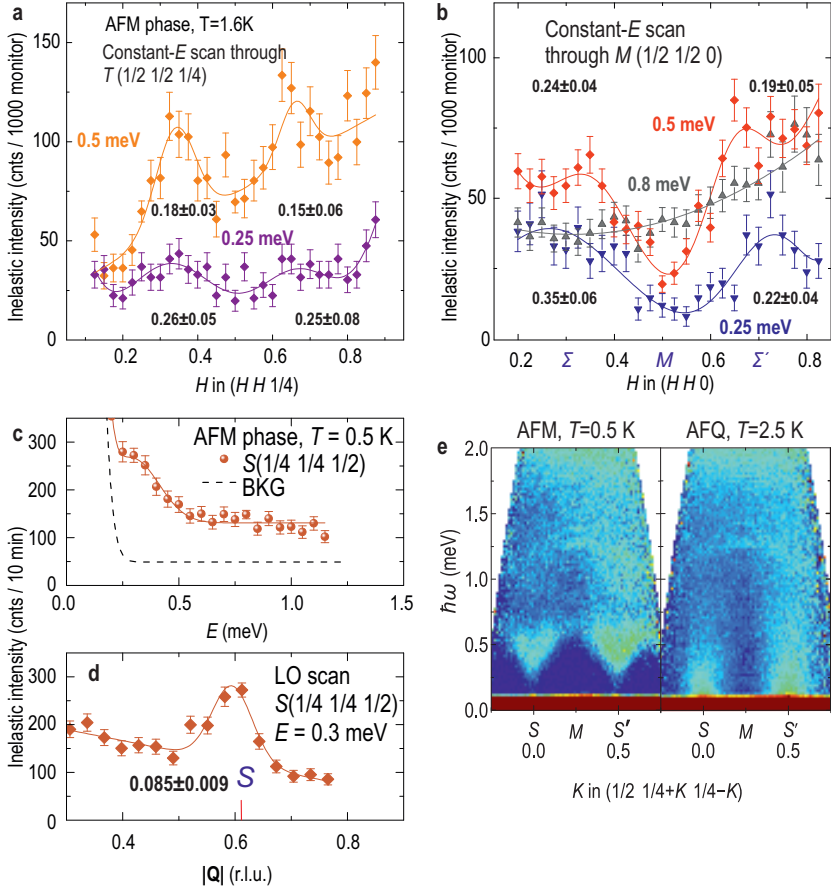 a
AFM phase, T=1.6K
Constant-E scan through
T (1/2 1/2 1/4)
0.5 meV
0.18±0.03
0.15±0.06
0.25 meV
0.26±0.05
0.25±0.08
150
100
50
0
0.2
0.4
0.6
0.8
Inelastic intensity (cnts / 1000 monitor)
H in (H H 1/4)
b
Constant-E scan
through M (1/2 1/2 0)
0.24±0.04
0.19±0.05
0.5 meV
0.8 meV
0.35±0.06
0.22±0.04
0.25 meV
100
50
0
0.2
0.4
0.6
0.8
Σ
M
Σ′
Inelastic intensity (cnts / 1000 monitor)
H in (H H 0)
c
AFM phase, T = 0.5 K
S(1/4 1/4 1/2)
BKG
300
200
100
0
0.0
0.5
1.0
1.5
E (meV)
Inelastic intensity (cnts / 10 min)
d
LO scan
S(1/4 1/4 1/2)
E = 0.3 meV
0.085±0.009
S
300
200
100
0
0.4
0.6
0.8
|Q| (r.l.u.)
e
AFM, T=0.5 K
AFQ, T=2.5 K
2.0
1.5
1.0
0.5
0.0
ħω (meV)
S
M
S′
S
M
S′
0.0
0.5
0.0
0.5
K in (1/2 1/4+K 1/4−K)